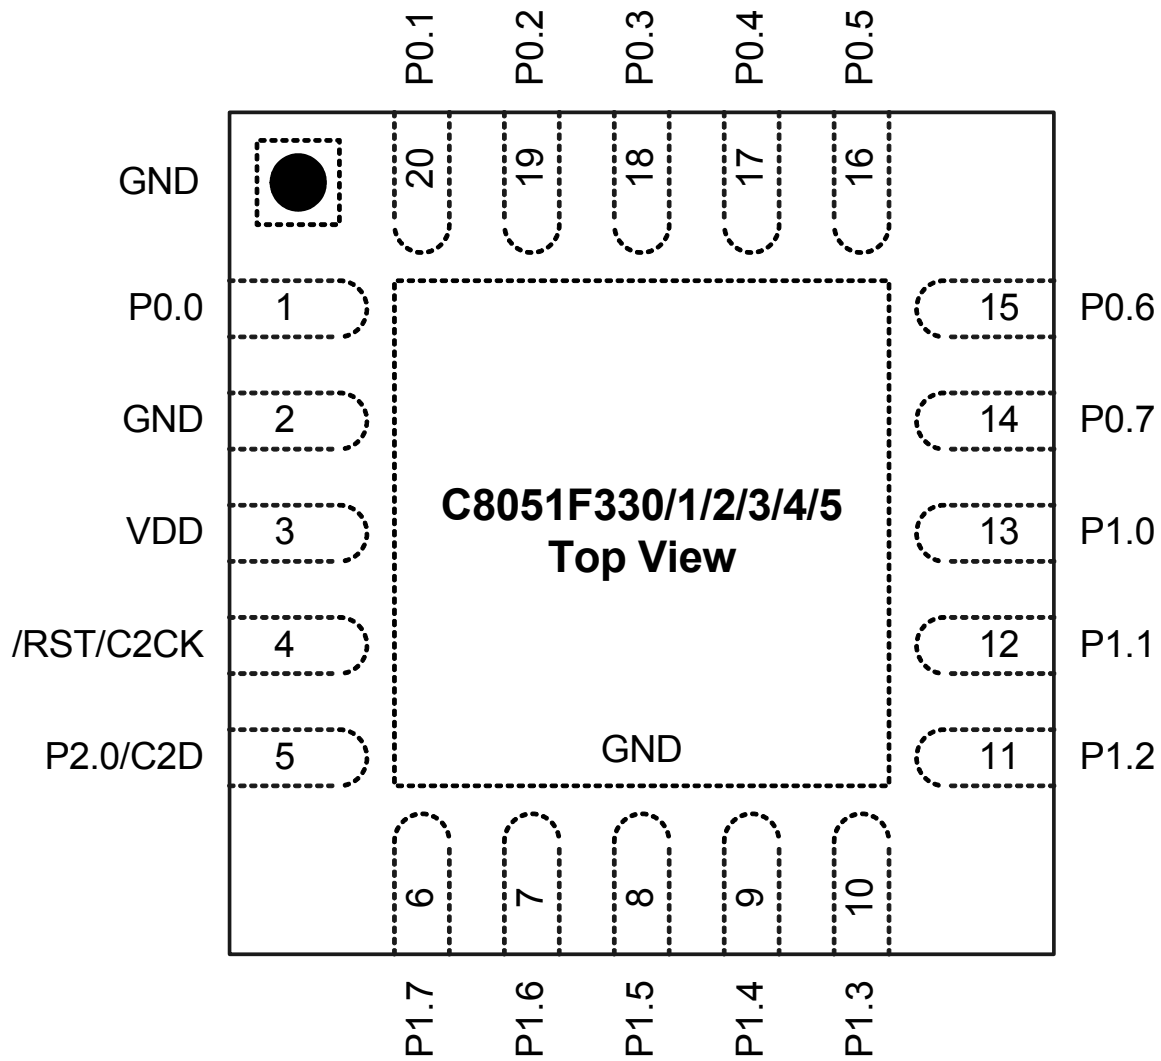 P0.1
P0.2
P0.3
P0.4
P0.5
20
19
18
17
16
GND
P0.0
1
15
P0.6
GND
2
14
P0.7
C8051F330/1/2/3/4/5
Top View
VDD
3
13
P1.0
/RST/C2CK
4
12
P1.1
P2.0/C2D
5
GND
11
P1.2
6
7
8
9
10
P1.7
P1.6
P1.5
P1.4
P1.3